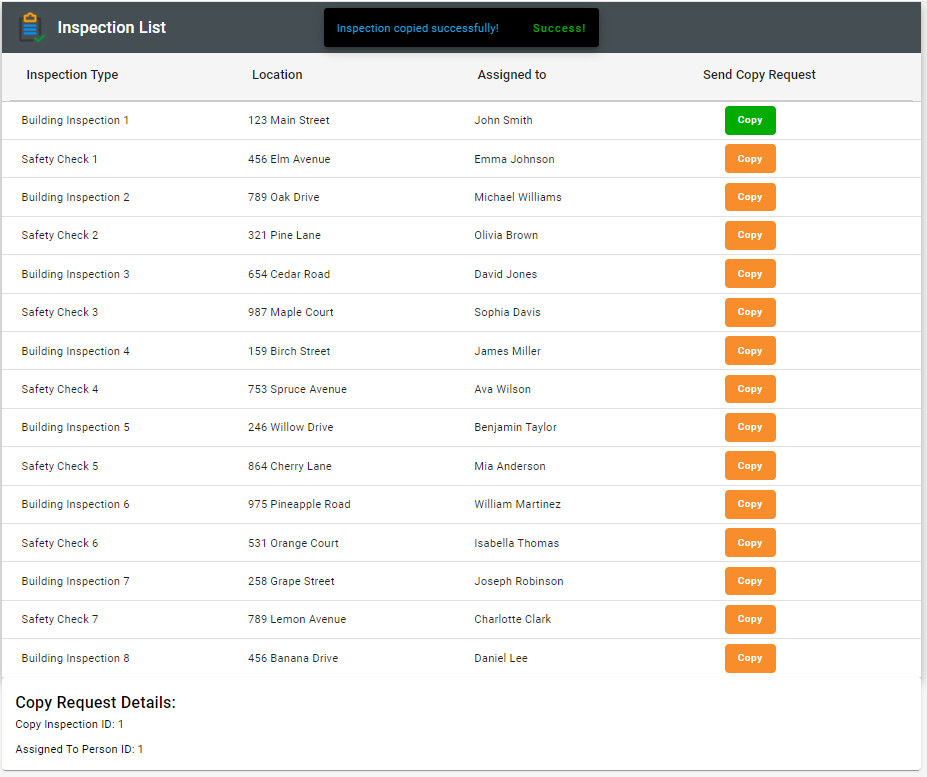 Inspection List
Inspection copied successfully! Success!
Inspection Type Location Assigned to Send Copy Request
Building Inspection 1 123 Main Street John Smith Copy
Safety Check 1 456 Elm Avenue Emma Johnson Copy
Building Inspection 2 789 Oak Drive Michael Williams Copy
Safety Check 2 321 Pine Lane Olivia Brown Copy
Building Inspection 3 654 Cedar Road David Jones Copy
Safety Check 3 987 Maple Court Sophia Davis Copy
Building Inspection 4 159 Birch Street James Miller Copy
Safety Check 4 753 Spruce Avenue Ava Wilson Copy
Building Inspection 5 246 Willow Drive Benjamin Taylor Copy
Safety Check 5 864 Cherry Lane Mia Anderson Copy
Building Inspection 6 975 Pineapple Road William Martinez Copy
Safety Check 6 531 Orange Court Isabella Thomas Copy
Building Inspection 7 258 Grape Street Joseph Robinson Copy
Safety Check 7 789 Lemon Avenue Charlotte Clark Copy
Building Inspection 8 456 Banana Drive Daniel Lee Copy
Copy Request Details:
Copy Inspection ID: 1
Assigned To Person ID: 1